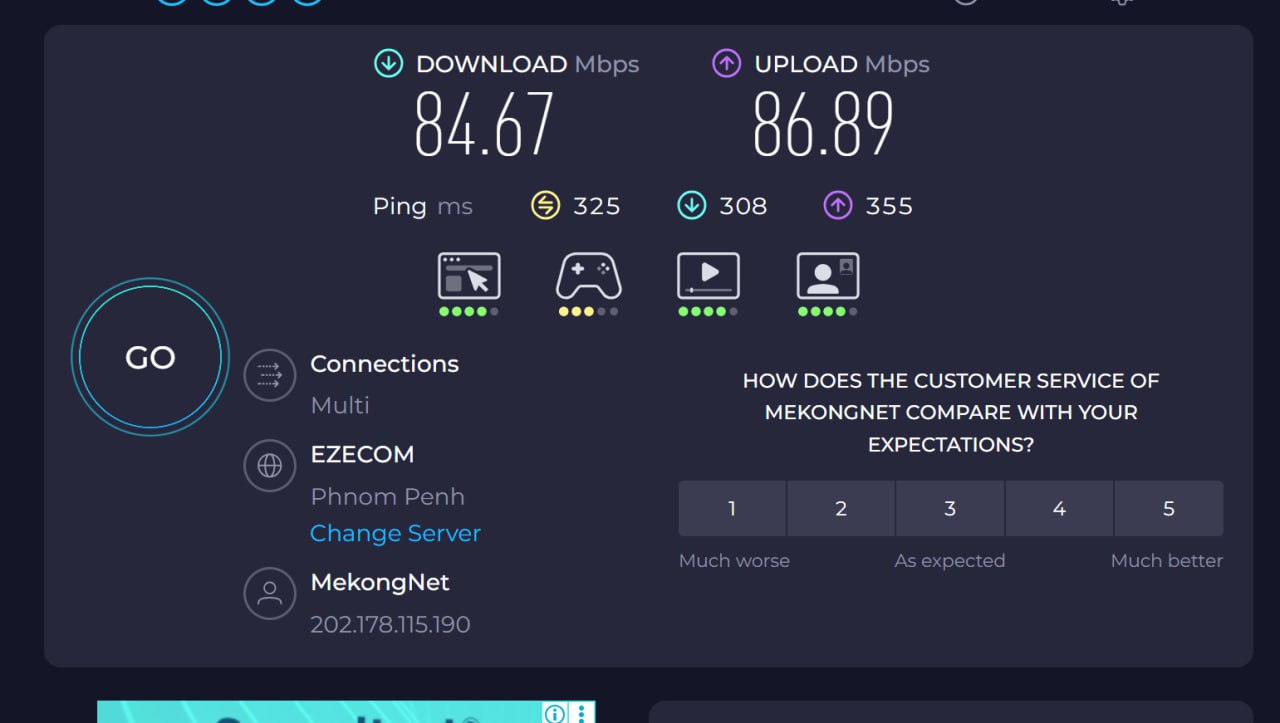 DOWNLOAD Mbps
84.67
UPLOAD Mbps
86.89
Ping ms 325 308 355
GO
Connections
Multi
EZECOM
Phnom Penh
Change Server
MekongNet
202.178.115.190
HOW DOES THE CUSTOMER SERVICE OF
MEKONGNET COMPARE WITH YOUR
EXPECTATIONS?
1 2 3 4 5
Much worse As expected Much better